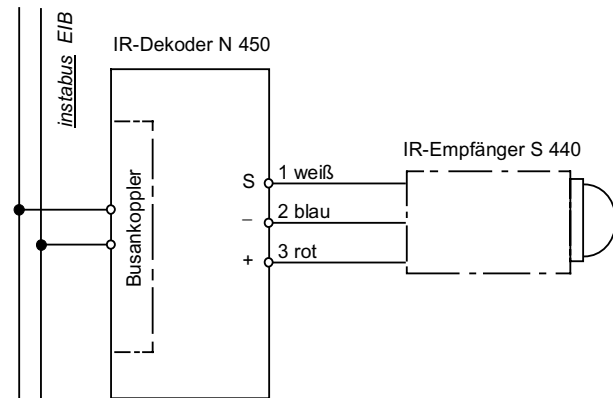 instabus EIB
IR-Dekoder N 450
Busankoppler
S
1 weiß
–
2 blau
+
3 rot
IR-Empfänger S 440